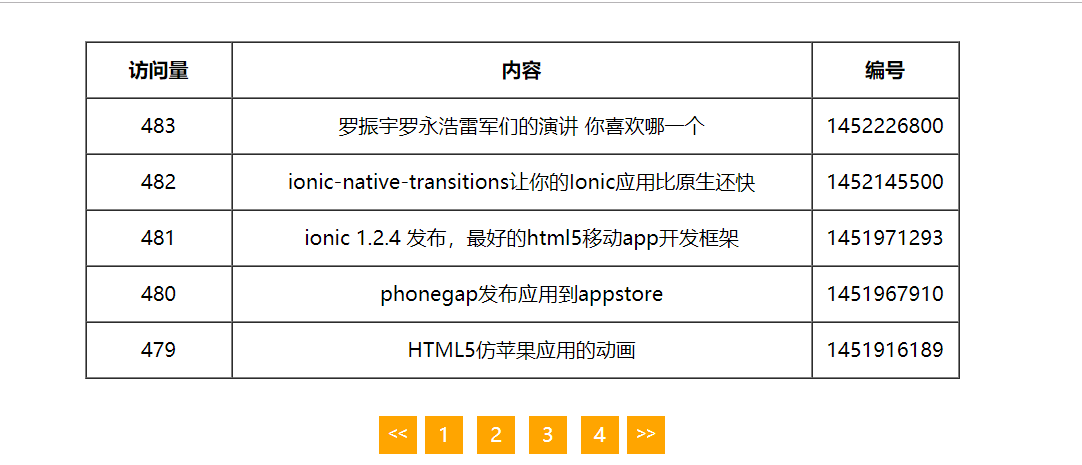 访问量 内容 编号
483 罗振宇罗永浩雷军们的演讲 你喜欢哪一个 1452226800
482 ionic-native-transitions让你的Ionic应用比原生还快 1452145500
481 ionic 1.2.4 发布，最好的html5移动app开发框架 1451971293
480 phonegap发布应用到appstore 1451967910
479 HTML5仿苹果应用的动画 1451916189
<< 1 2 3 4 >>